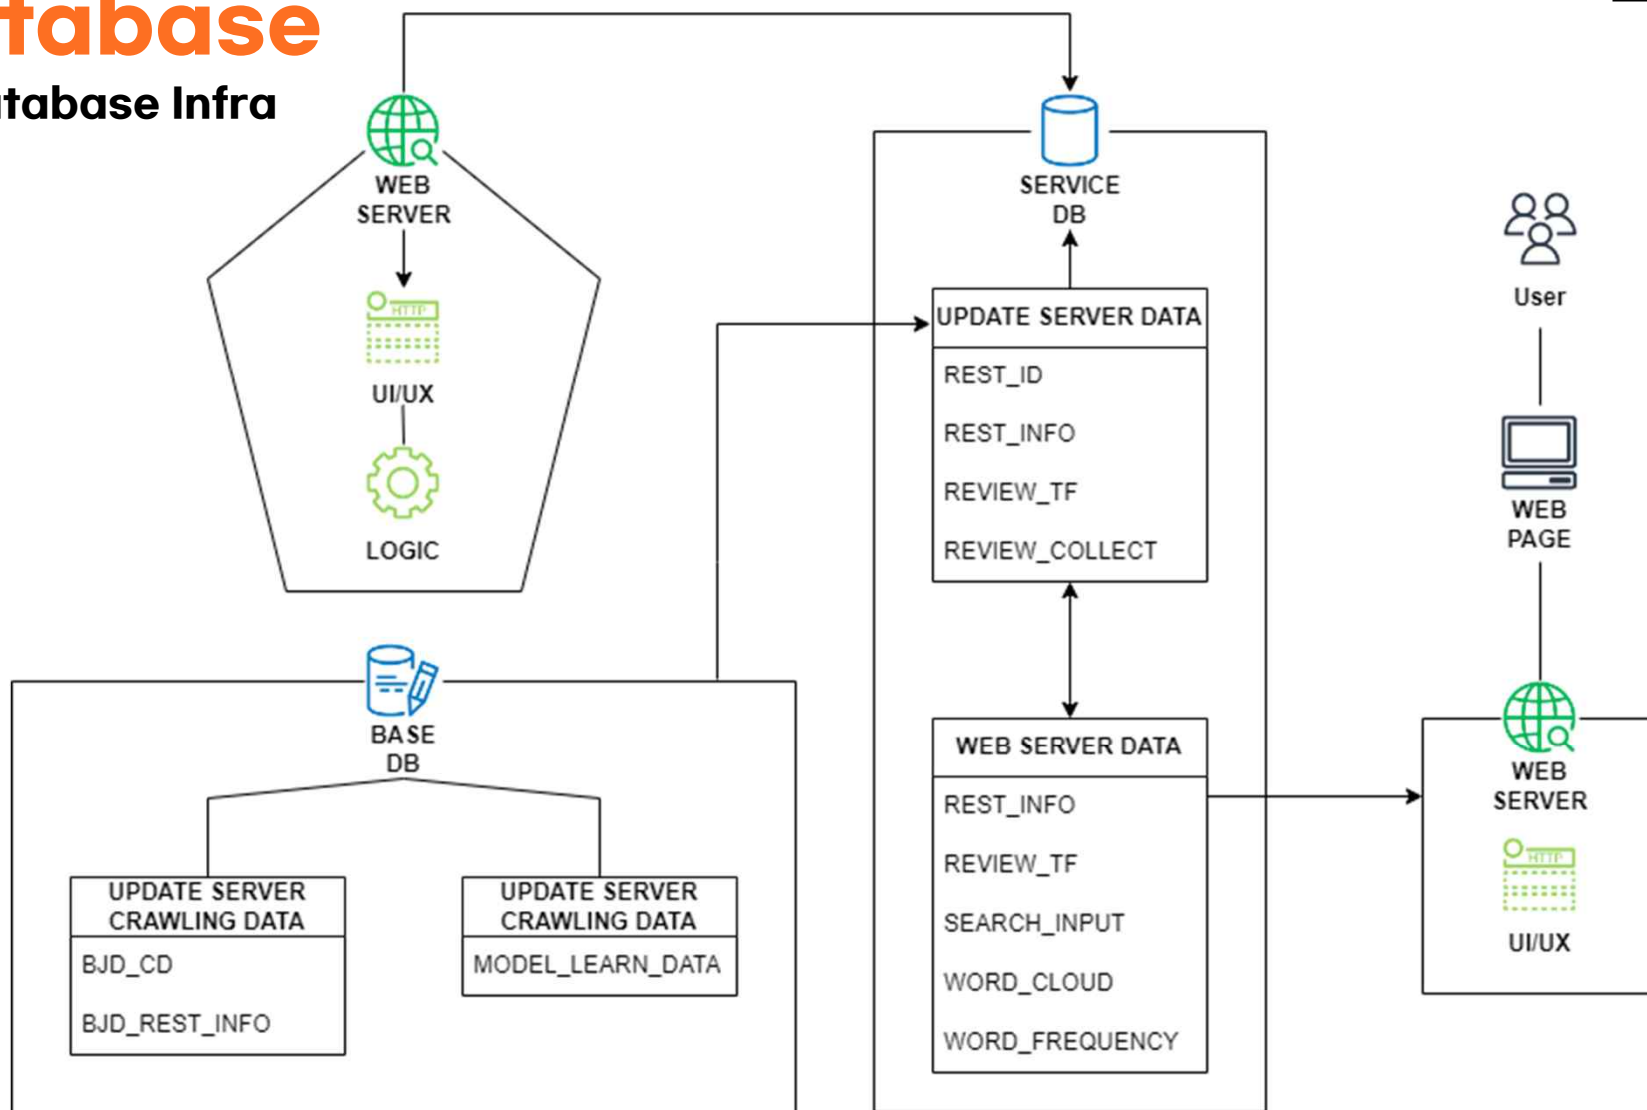 tabase
tabase Infra
WEB
SERVER
HTTP
UI/UX
LOGIC
BASE
DB
UPDATE SERVER
CRAWLING DATA
BJD_CD
BJD_REST_INFO
UPDATE SERVER
CRAWLING DATA
MODEL_LEARN_DATA
SERVICE
DB
UPDATE SERVER DATA
REST_ID
REST_INFO
REVIEW_TF
REVIEW_COLLECT
WEB SERVER DATA
REST_INFO
REVIEW_TF
SEARCH_INPUT
WORD_CLOUD
WORD_FREQUENCY
User
WEB
PAGE
WEB
SERVER
HTTP
UI/UX